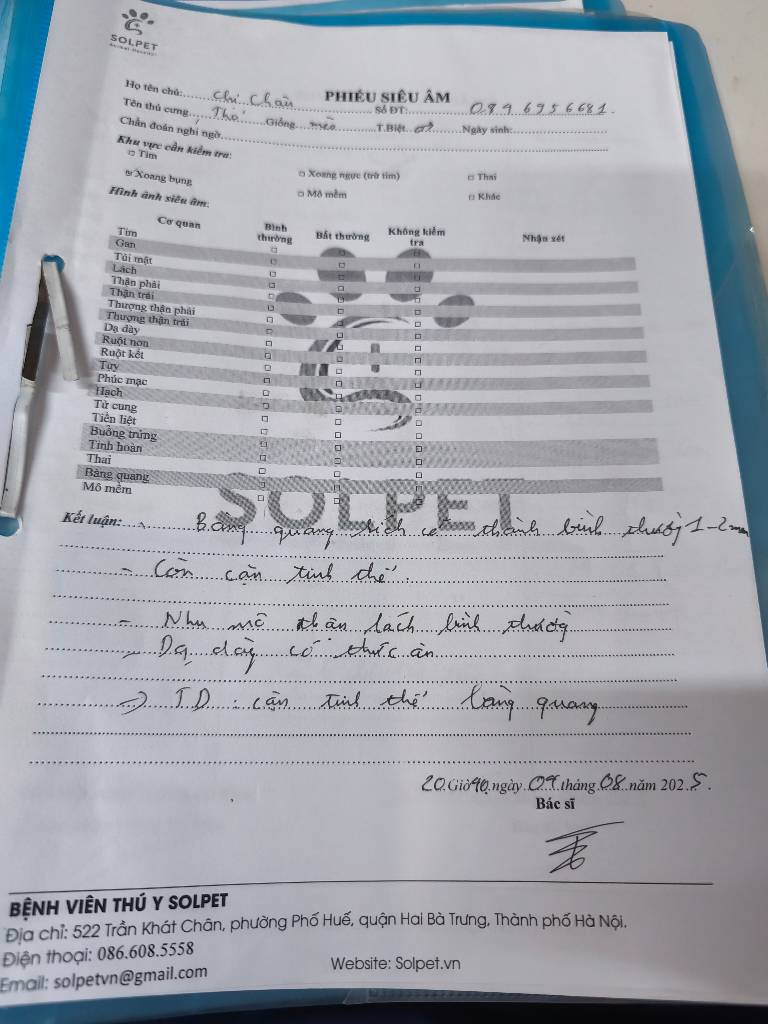 SOLPET
Animal Hospital
PHIẾU SIÊU ÂM
Họ tên chủ: Chị Chần Số ĐT: 0896956681
Tên thú cưng Thỏ Giống mèo T.Biệt Ngày sinh:
Chẩn đoán nghi ngờ
Khu vực cần kiểm tra:
Tim Xoang ngực (trừ tim) Thai
Xoang bụng Mô mềm Khác
Hình ảnh siêu âm:
Cơ quan Bình thường Bất thường Không kiểm tra Nhận xét
Tim
Gan
Túi mật
Lách
Thận phải
Thận trái
Thượng thận phải
Thượng thận trái
Dạ dày
Ruột non
Ruột kết
Tụy
Phúc mạc
Hạch
Tử cung
Tiền liệt
Buồng trứng
Tinh hoàn
Thai
Bàng quang
Mô mềm
SOLPET
Kết luận: - Bàng quang kích cỡ thành bình thường 1-2mm
- Còn cặn tinh thể.
- Nhu mô thận lách bình thường
- Dạ dày có thức ăn
=> TD: cặn tinh thể bàng quang
20 Giờ 40 ngày 09 tháng 08 năm 2025.
Bác sĩ
BỆNH VIỆN THÚ Y SOLPET
Địa chỉ: 522 Trần Khát Chân, phường Phố Huế, quận Hai Bà Trưng, Thành phố Hà Nội.
Điện thoại: 086.608.5558
Email: solpetvn@gmail.com Website: Solpet.vn